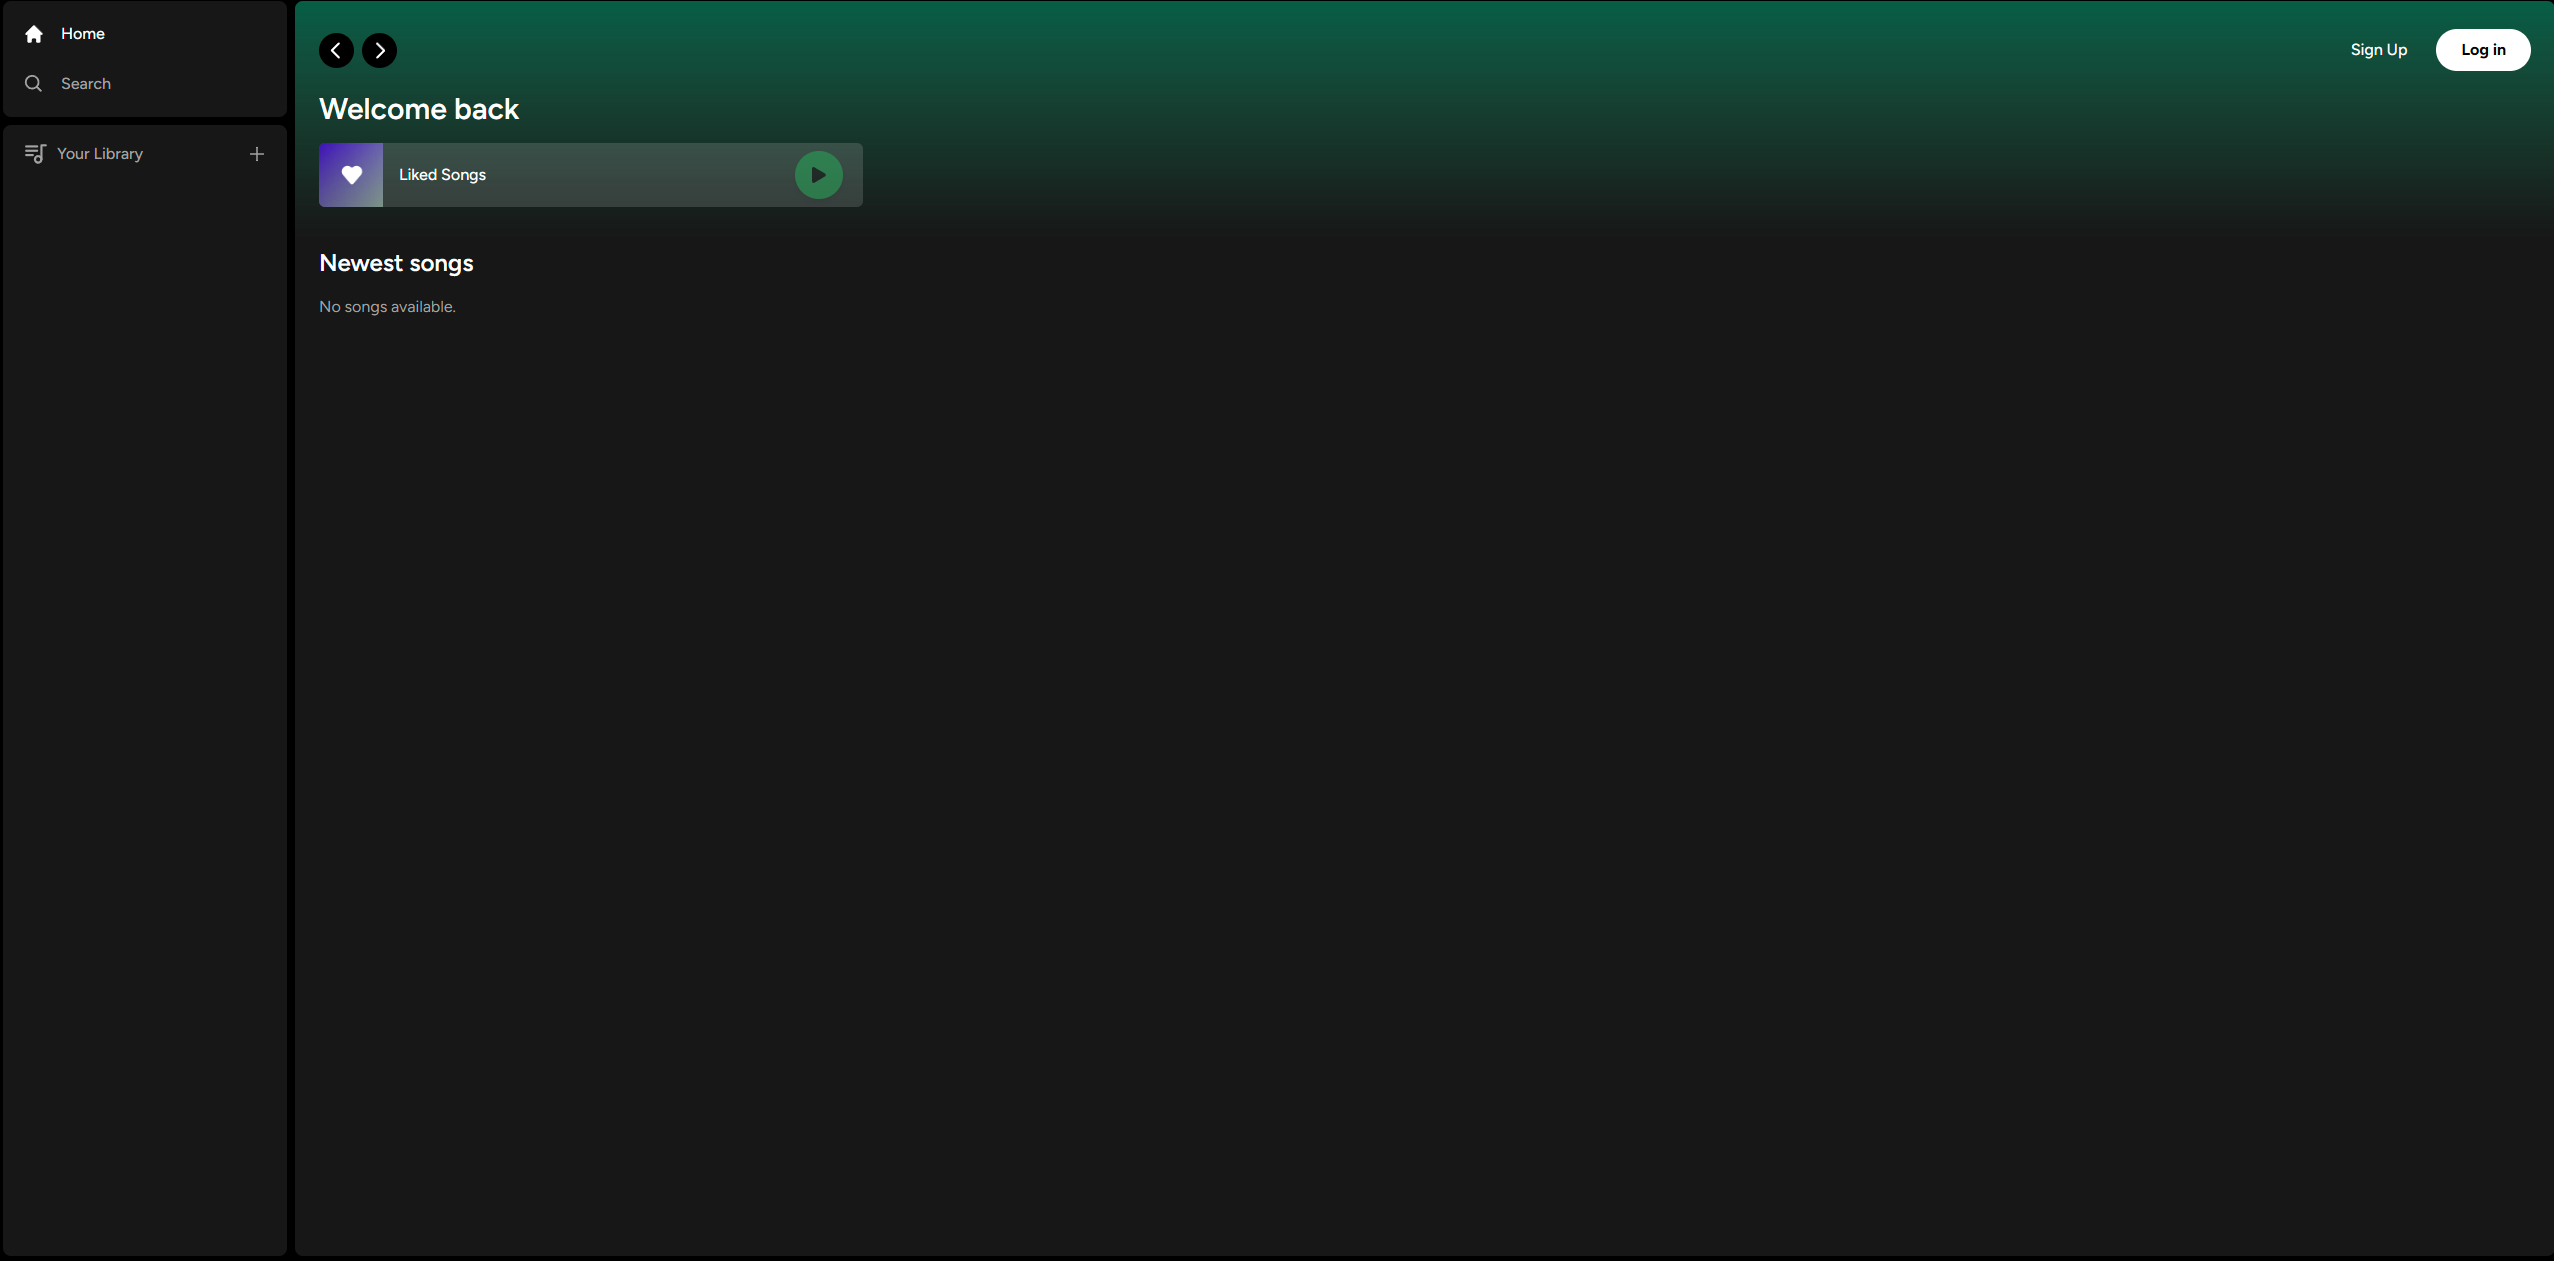 Home
Search
Your Library
Sign Up
Log in
Welcome back
Liked Songs
Newest songs
No songs available.